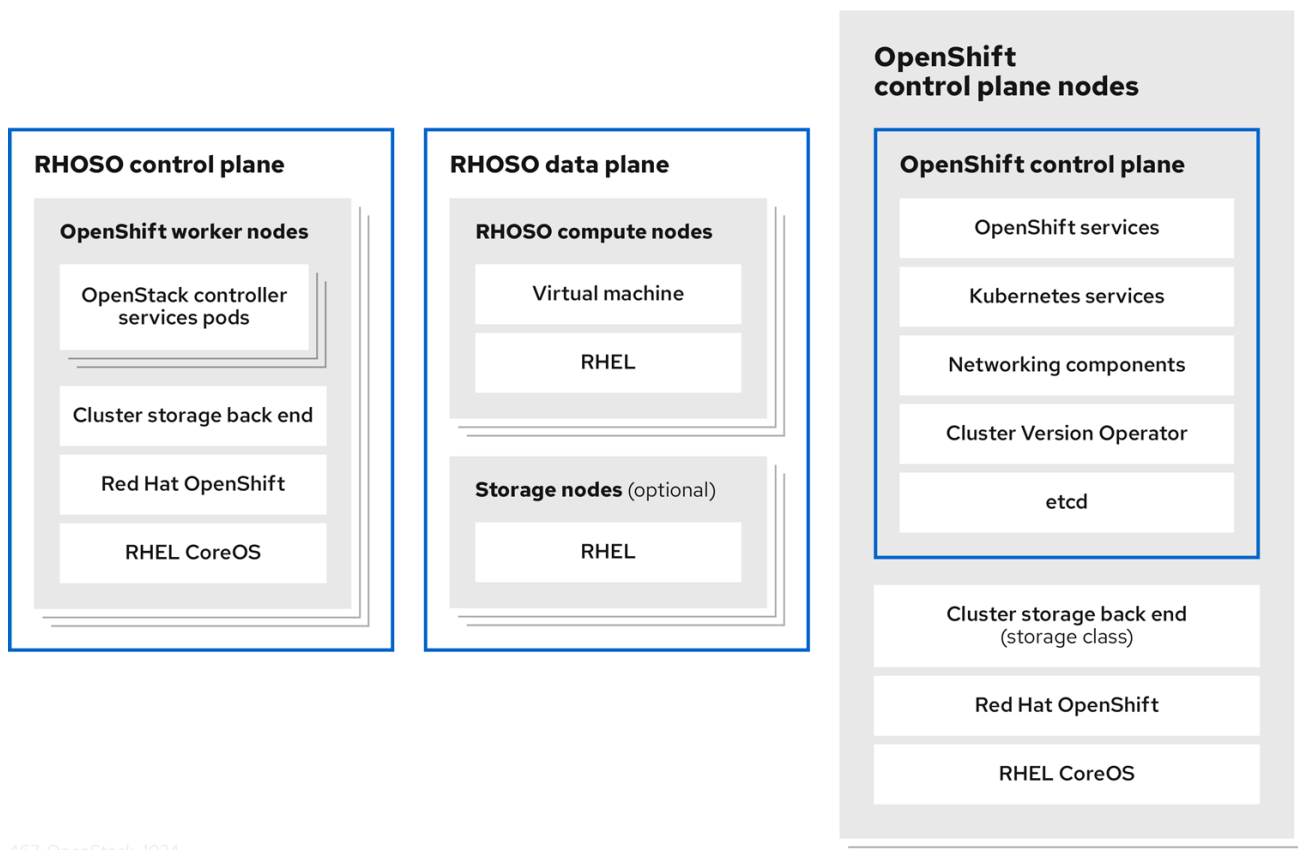 RHOSO control plane
OpenShift worker nodes
OpenStack controller
services pods
Cluster storage back end
Red Hat OpenShift
RHEL CoreOS
RHOSO data plane
RHOSO compute nodes
Virtual machine
RHEL
Storage nodes (optional)
RHEL
OpenShift
control plane nodes
OpenShift control plane
OpenShift services
Kubernetes services
Networking components
Cluster Version Operator
etcd
Cluster storage back end
(storage class)
Red Hat OpenShift
RHEL CoreOS